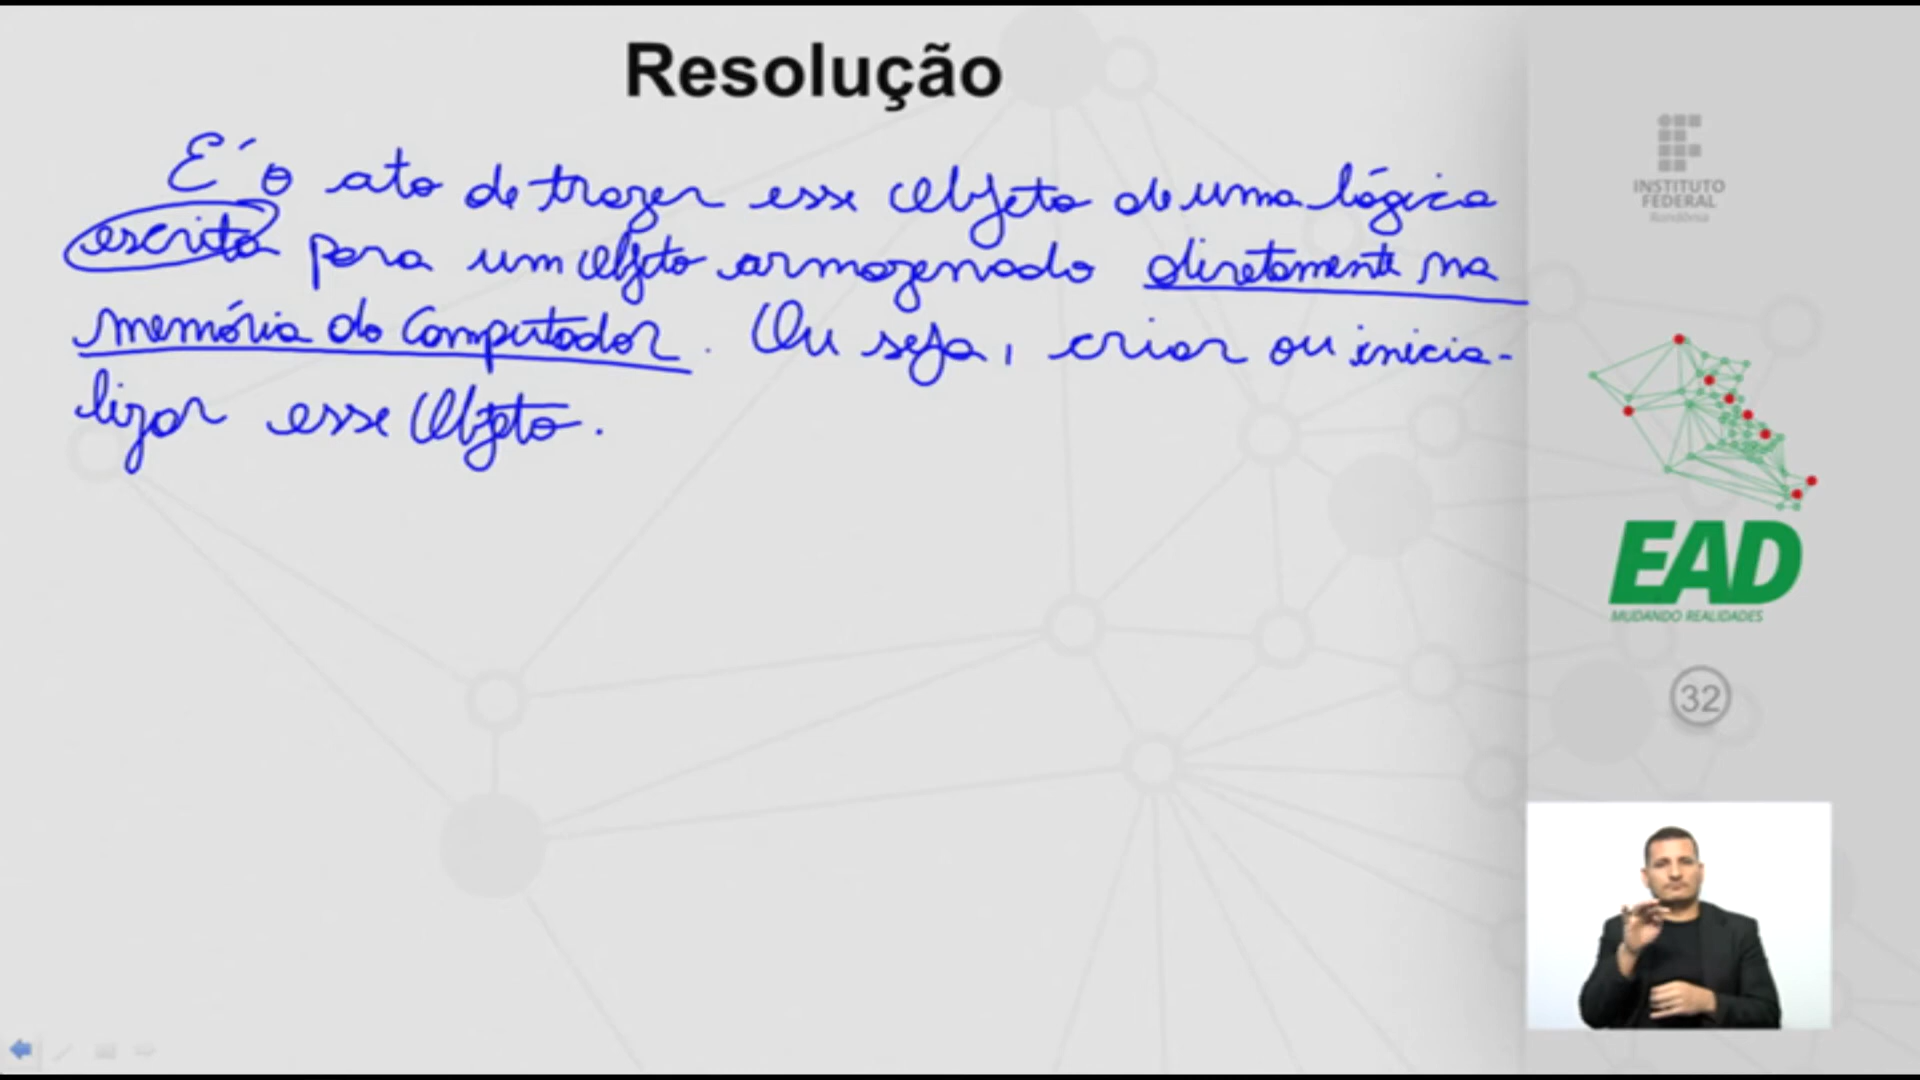 Resolução
É o ato de trazer esse objeto de uma lógica
escrita para um objeto armazenado diretamente na
memória do computador. Ou seja, criar ou inicia-
lizar esse objeto.
INSTITUTO
FEDERAL
Rondônia
EAD
MUDANDO REALIDADES
32